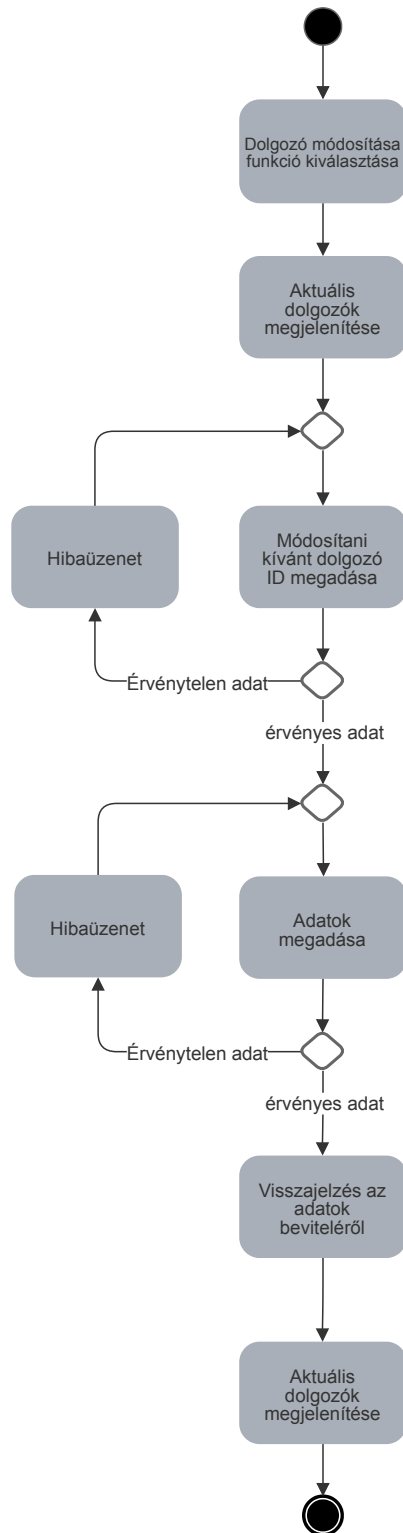 Dolgozó módosítása
funkció kiválasztása
Aktuális
dolgozók
megjelenítése
Hibaüzenet
Módosítani
kívánt dolgozó
ID megadása
Érvénytelen adat
érvényes adat
Hibaüzenet
Adatok
megadása
Érvénytelen adat
érvényes adat
Visszajelzés az
adatok
beviteléről
Aktuális
dolgozók
megjelenítése